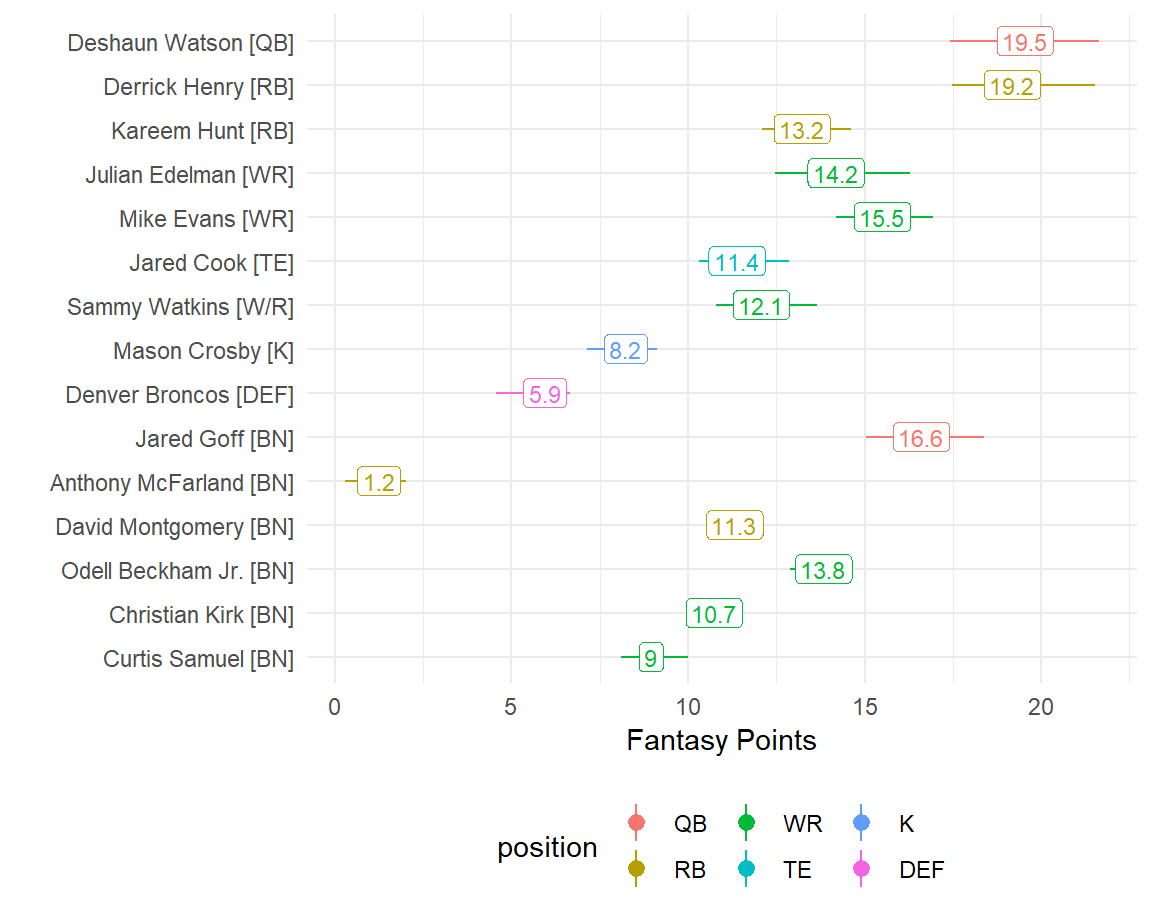 Deshaun Watson [QB] 19.5
Derrick Henry [RB] 19.2
Kareem Hunt [RB] 13.2
Julian Edelman [WR] 14.2
Mike Evans [WR] 15.5
Jared Cook [TE] 11.4
Sammy Watkins [W/R] 12.1
Mason Crosby [K] 8.2
Denver Broncos [DEF] 5.9
Jared Goff [BN] 16.6
Anthony McFarland [BN] 1.2
David Montgomery [BN] 11.3
Odell Beckham Jr. [BN] 13.8
Christian Kirk [BN] 10.7
Curtis Samuel [BN] 9
0 5 10 15 20
Fantasy Points
position
QB WR K
RB TE DEF